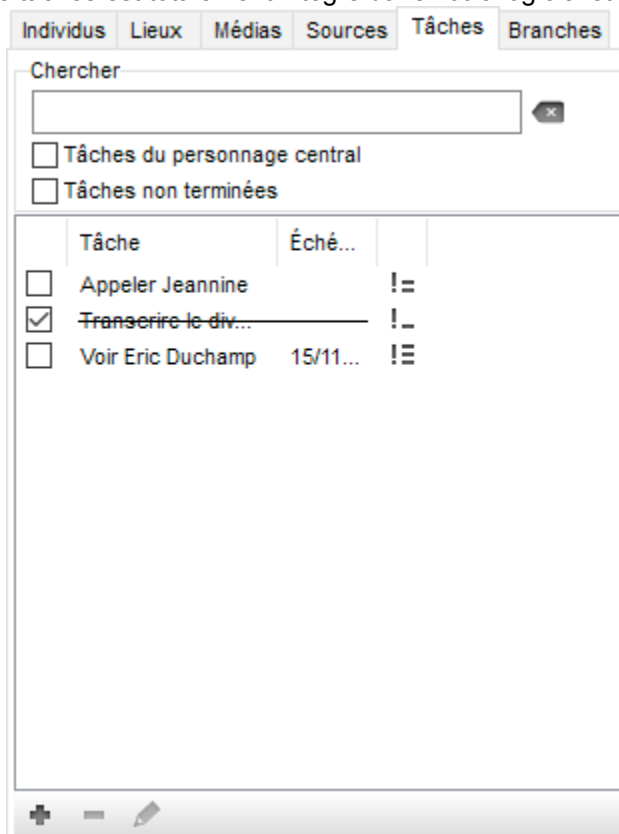 Individus Lieux Médias Sources Tâches Branches
Chercher
Tâches du personnage central
Tâches non terminées
Tâche Éché...
Appeler Jeannine
Transcrire le div...
Voir Eric Duchamp 15/11...